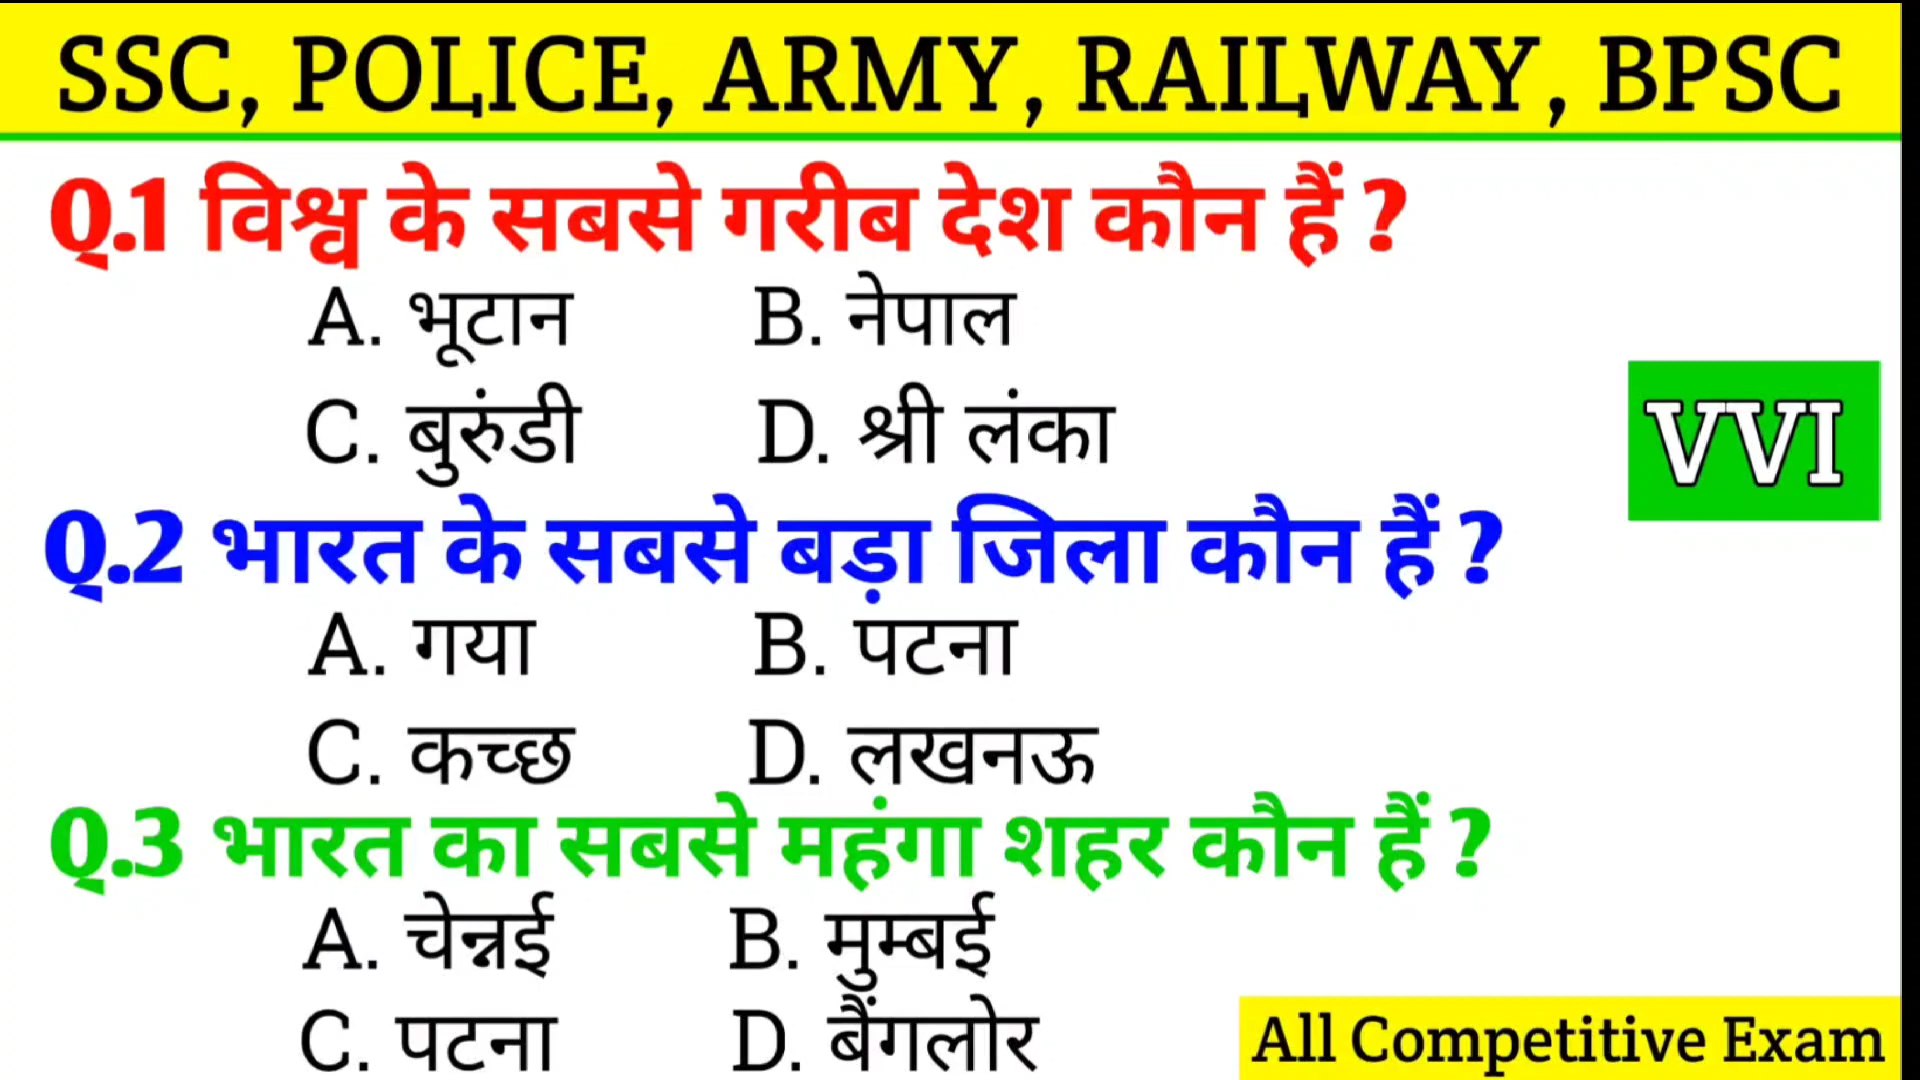 SSC, POLICE, ARMY, RAILWAY, BPSC
Q.1 विश्व के सबसे गरीब देश कौन हैं ?
A. भूटान B. नेपाल
C. बुरुंडी D. श्री लंका
VVI
Q.2 भारत के सबसे बड़ा जिला कौन हैं ?
A. गया B. पटना
C. कच्छ D. लखनऊ
Q.3 भारत का सबसे महंगा शहर कौन हैं ?
A. चेन्नई B. मुम्बई
C. पटना D. बैंगलोर
All Competitive Exam